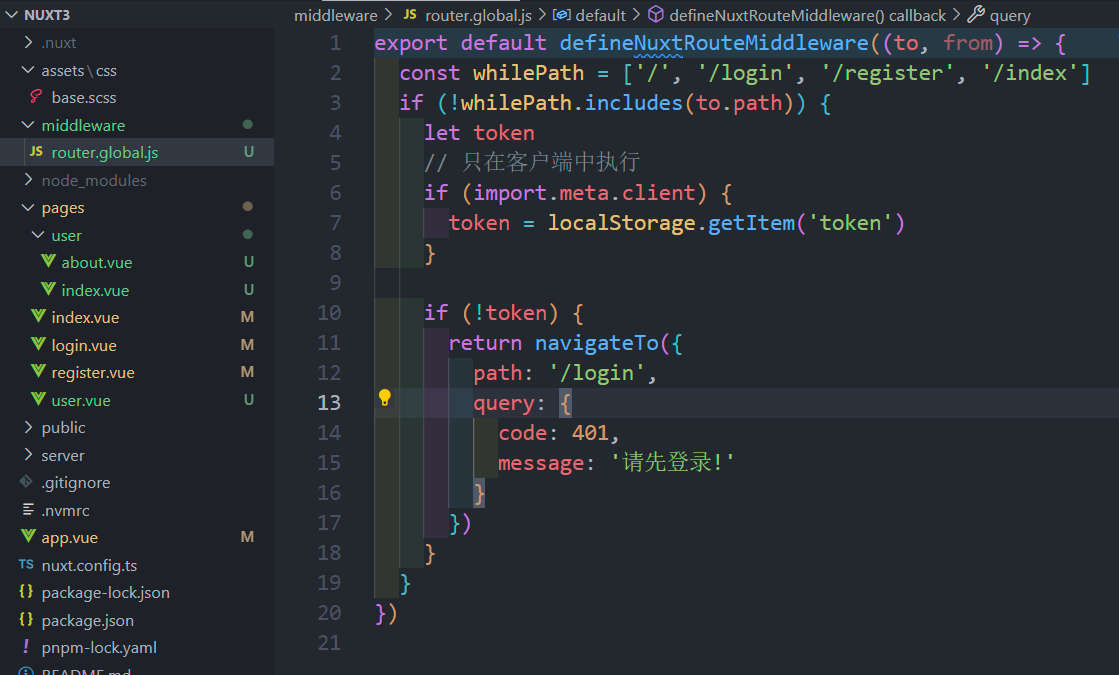 NUXT3
.nuxt
assets\css
base.scss
middleware
JS router.global.js U
node_modules
pages
user
about.vue U
index.vue U
index.vue M
login.vue M
register.vue M
user.vue U
public
server
.gitignore
.nvmrc
app.vue M
TS nuxt.config.ts
{} package-lock.json
{} package.json
! pnpm-lock.yaml
README.md
middleware > JS router.global.js > default > defineNuxtRouteMiddleware() callback > query
1 export default defineNuxtRouteMiddleware((to, from) => {
2 const whilePath = ['/', '/login', '/register', '/index']
3 if (!whilePath.includes(to.path)) {
4 let token
5 // 只在客户端中执行
6 if (import.meta.client) {
7 token = localStorage.getItem('token')
8 }
9
10 if (!token) {
11 return navigateTo({
12 path: '/login',
13 query: {
14 code: 401,
15 message: '请先登录!'
16 }
17 })
18 }
19 }
20 })
21